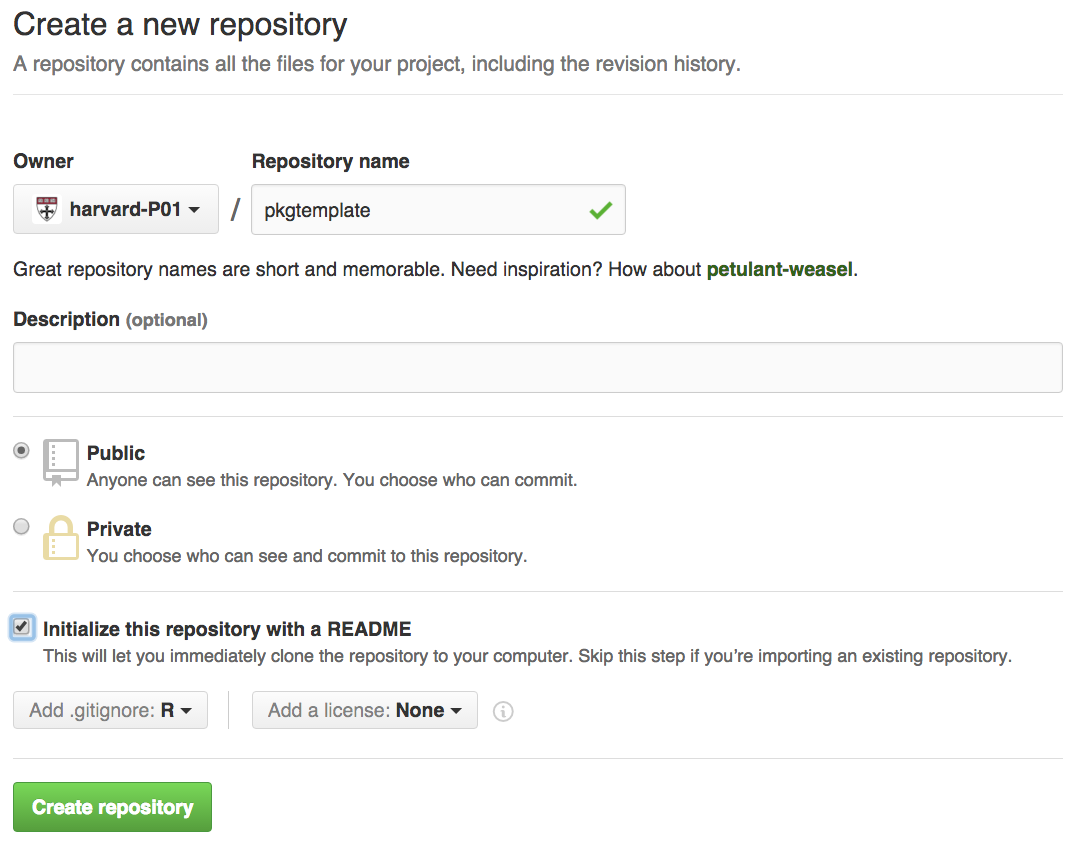 Create a new repository
A repository contains all the files for your project, including the revision history.
Owner Repository name
harvard-P01 / pkgtemplate
Great repository names are short and memorable. Need inspiration? How about petulant-weasel.
Description (optional)
Public
Anyone can see this repository. You choose who can commit.
Private
You choose who can see and commit to this repository.
Initialize this repository with a README
This will let you immediately clone the repository to your computer. Skip this step if you’re importing an existing repository.
Add .gitignore: R Add a license: None
Create repository